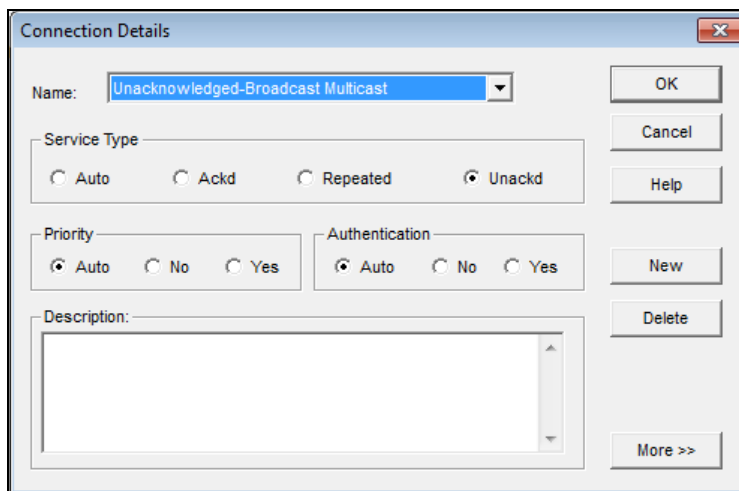 Connection Details
Name: Unacknowledged-Broadcast Multicast
OK
Cancel
Help
Service Type
Auto Ackd Repeated Unackd
Priority
Auto No Yes
Authentication
Auto No Yes
New
Delete
Description:
More >>